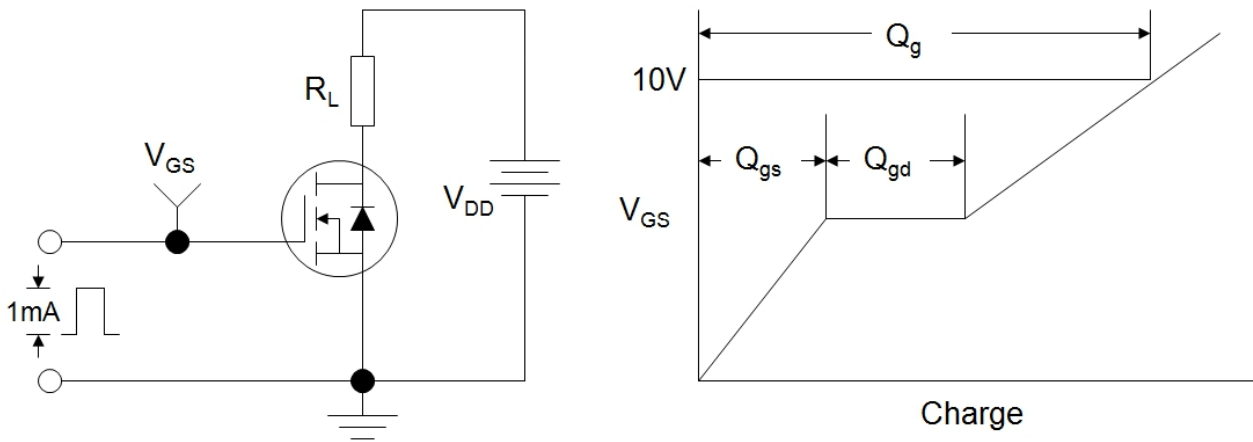 R_L
V_GS
V_DD
1mA
Q_g
10V
Q_gs
Q_gd
V_GS
Charge